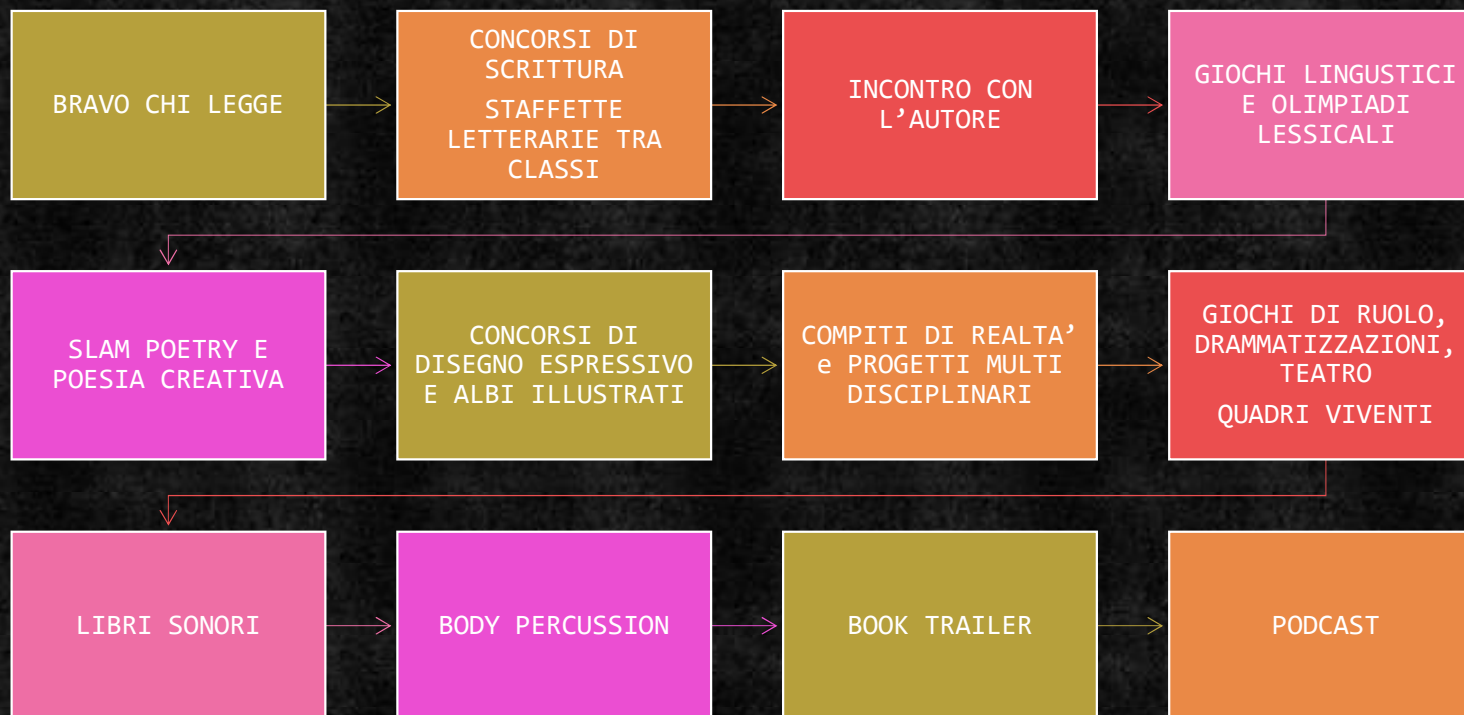 BRAVO CHI LEGGE
CONCORSI DI
SCRITTURA
STAFFETTE
LETTERARIE TRA
CLASSI
INCONTRO CON
L’AUTORE
GIOCHI LINGUSTICI
E OLIMPIADI
LESSICALI
SLAM POETRY E
POESIA CREATIVA
CONCORSI DI
DISEGNO ESPRESSIVO
E ALBI ILLUSTRATI
COMPITI DI REALTA’
e PROGETTI MULTI
DISCIPLINARI
GIOCHI DI RUOLO,
DRAMMATIZZAZIONI,
TEATRO
QUADRI VIVENTI
LIBRI SONORI
BODY PERCUSSION
BOOK TRAILER
PODCAST